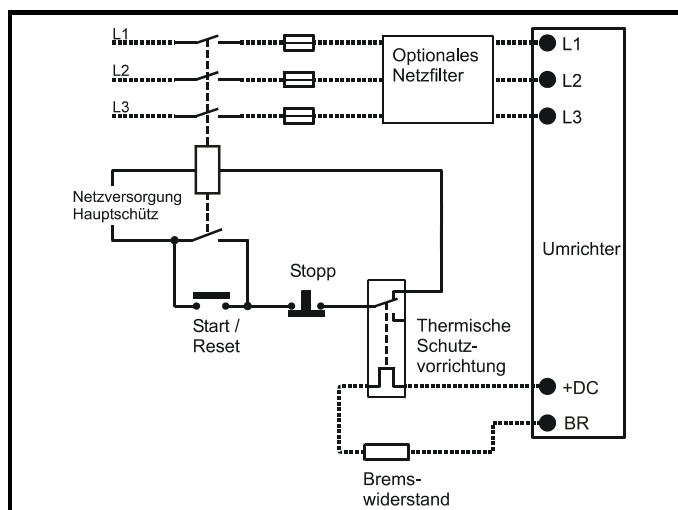 L1
L2
L3
Optionales
Netzfilter
L1
L2
L3
Netzversorgung
Hauptschütz
Umrichter
Stopp
Start /
Reset
Thermische
Schutz-
vorrichtung
+DC
BR
Brems-
widerstand